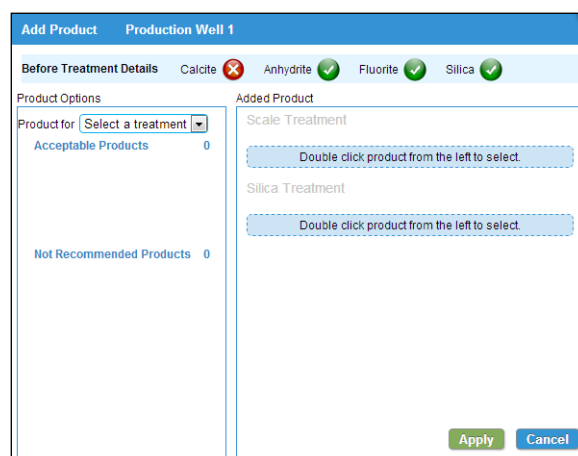 Add Product Production Well 1
Before Treatment Details Calcite Anhydrite Fluorite Silica
Product Options Added Product
Product for Select a treatment
Scale Treatment
Acceptable Products 0
Double click product from the left to select.
Silica Treatment
Double click product from the left to select.
Not Recommended Products 0
Apply Cancel